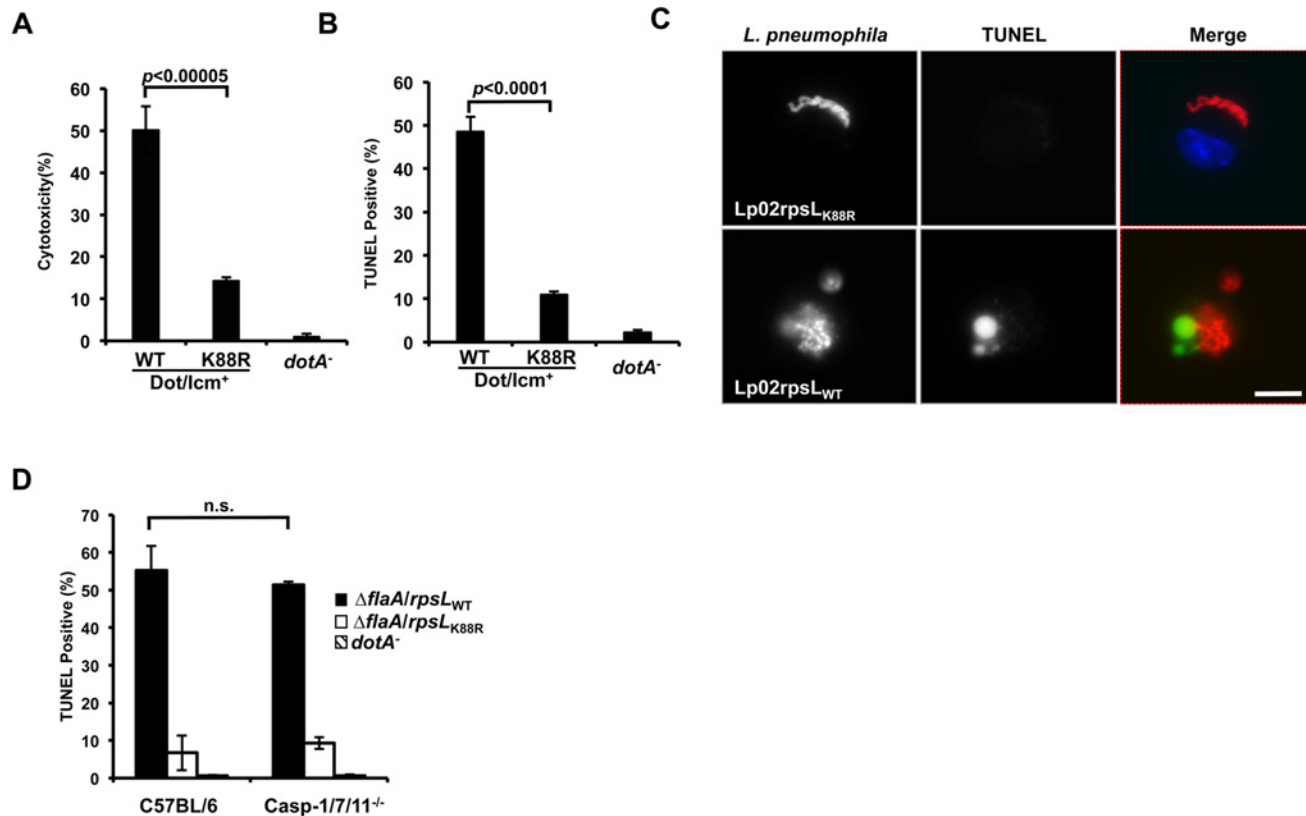 A
p<0.00005
Cytotoxicity(%)
60
50
40
30
20
10
0
WT K88R dotA-
Dot/Icm+
B
p<0.0001
TUNEL Positive (%)
60
50
40
30
20
10
0
WT K88R dotA-
Dot/Icm+
C
L. pneumophila TUNEL Merge
Lp02rpsLK88R
Lp02rpsLWT
D
n.s.
TUNEL Positive (%)
70
60
50
40
30
20
10
0
C57BL/6 Casp-1/7/11-/-
ΔflaA/rpsLWT
ΔflaA/rpsLK88R
dotA-